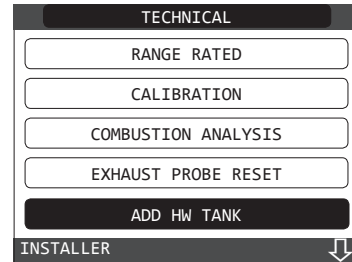 TECHNICAL
RANGE RATED
CALIBRATION
COMBUSTION ANALYSIS
EXHAUST PROBE RESET
ADD HW TANK
INSTALLER